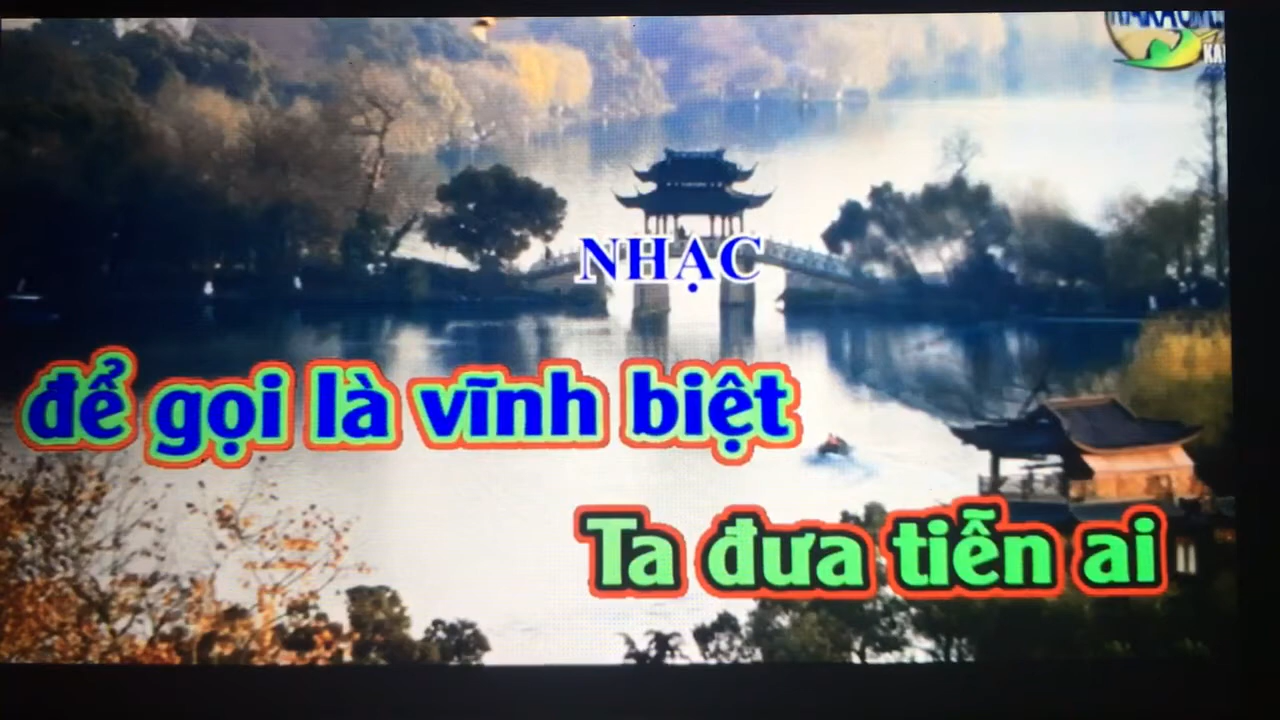 NHẠC
để gọi là vĩnh biệt
Ta đưa tiễn ai